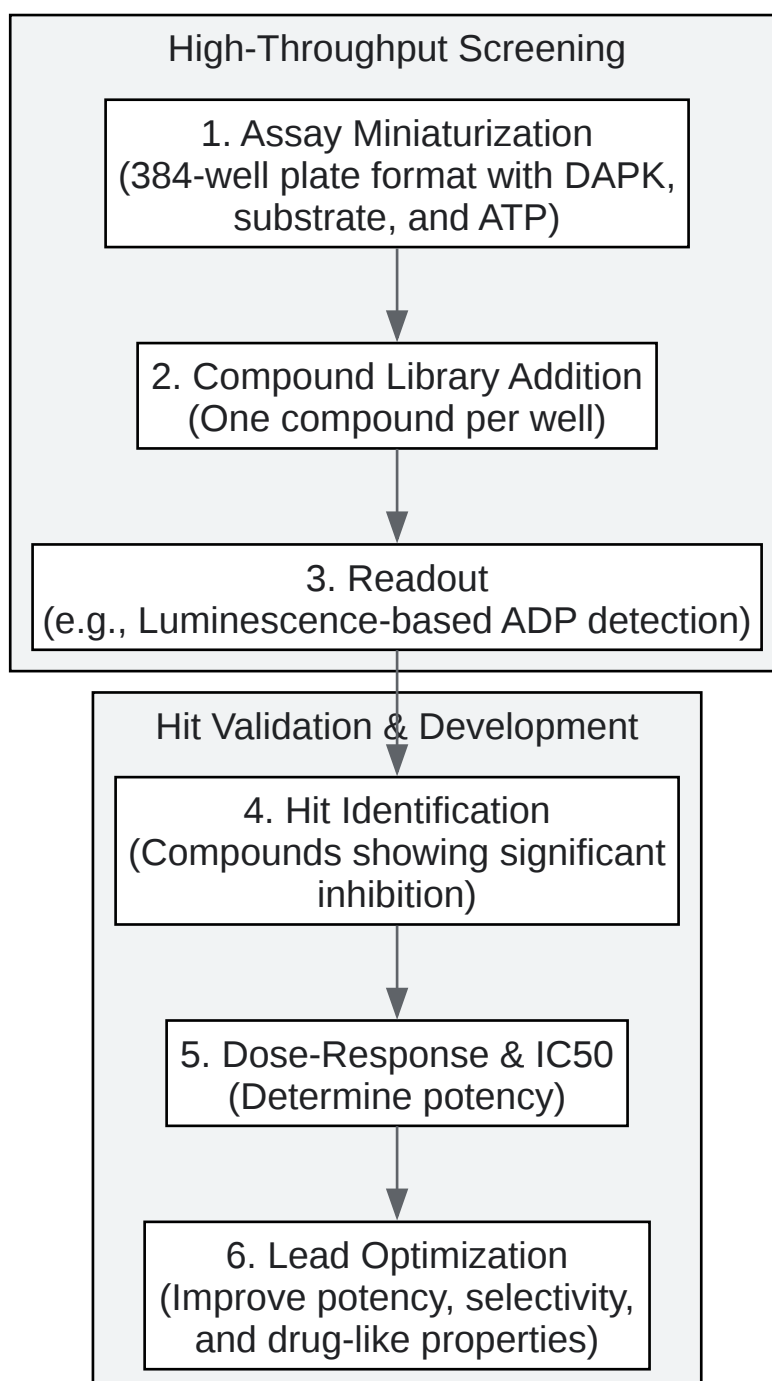 High-Throughput Screening
1. Assay Miniaturization
(384-well plate format with DAPK,
substrate, and ATP)
2. Compound Library Addition
(One compound per well)
3. Readout
(e.g., Luminescence-based ADP detection)
Hit Validation & Development
4. Hit Identification
(Compounds showing significant
inhibition)
5. Dose-Response & IC50
(Determine potency)
6. Lead Optimization
(Improve potency, selectivity,
and drug-like properties)